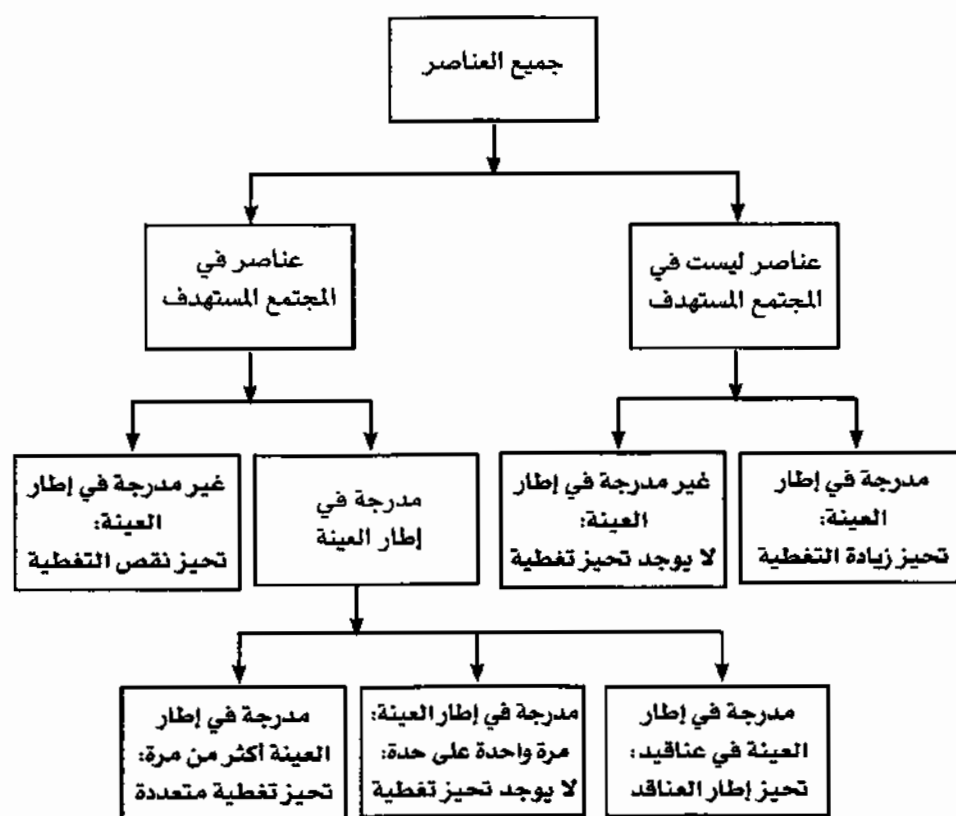 جميع العناصر
عناصر ليست في
المجتمع المستهدف
عناصر في
المجتمع المستهدف
مدرجة في إطار
العينة:
تحيز زيادة التغطية
غير مدرجة في إطار
العينة:
لا يوجد تحيز تغطية
مدرجة في
إطار العينة
غير مدرجة في إطار
العينة:
تحيز نقص التغطية
مدرجة في إطار
العينة في عناقيد:
تحيز إطار العناقد
مدرجة في إطار العينة:
مرة واحدة على حدة:
لا يوجد تحيز تغطية
مدرجة في إطار
العينة أكثر من مرة:
تحيز تغطية متعددة